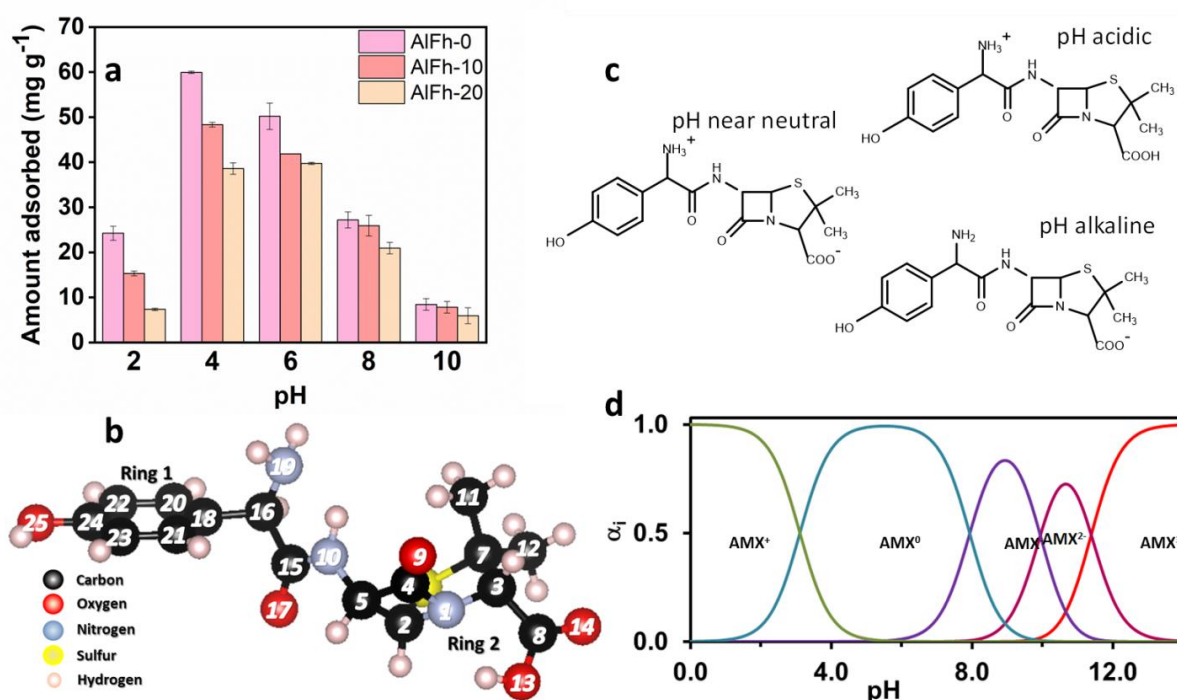 a
Amount adsorbed (mg g⁻¹)
70
60
50
40
30
20
10
0
AlFh-0
AlFh-10
AlFh-20
2 4 6 8 10
pH
c
pH acidic
NH₃⁺
H
N
S
CH₃
CH₃
O
N
HO
O
COOH
pH near neutral
NH₃⁺
H
N
S
CH₃
CH₃
O
N
HO
O
COO⁻
pH alkaline
NH₂
H
N
S
CH₃
CH₃
O
N
HO
O
COO⁻
b
Ring 1
19
22 20
25 24 18 16
23 21
11
10 9 7 12
15 4 3
17 5 1
2 8 14
Ring 2
13
Carbon
Oxygen
Nitrogen
Sulfur
Hydrogen
d
αᵢ
1.0
0.5
0.0
AMX⁺ AMX⁰ AMX AMX²⁻ AMX
0.0 4.0 8.0 12.0
pH